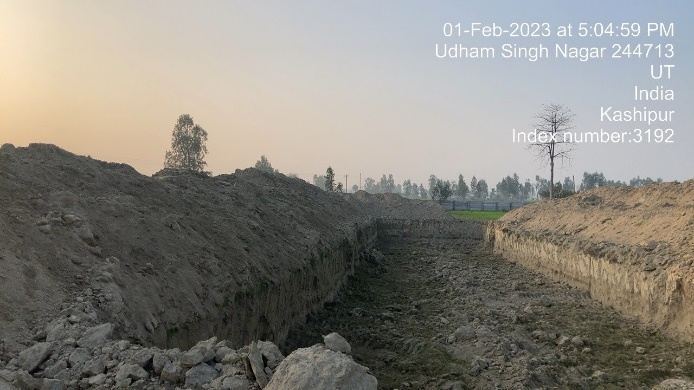 01-Feb-2023 at 5:04:59 PM
Udham Singh Nagar 244713
UT
India
Kashipur
Index number:3192